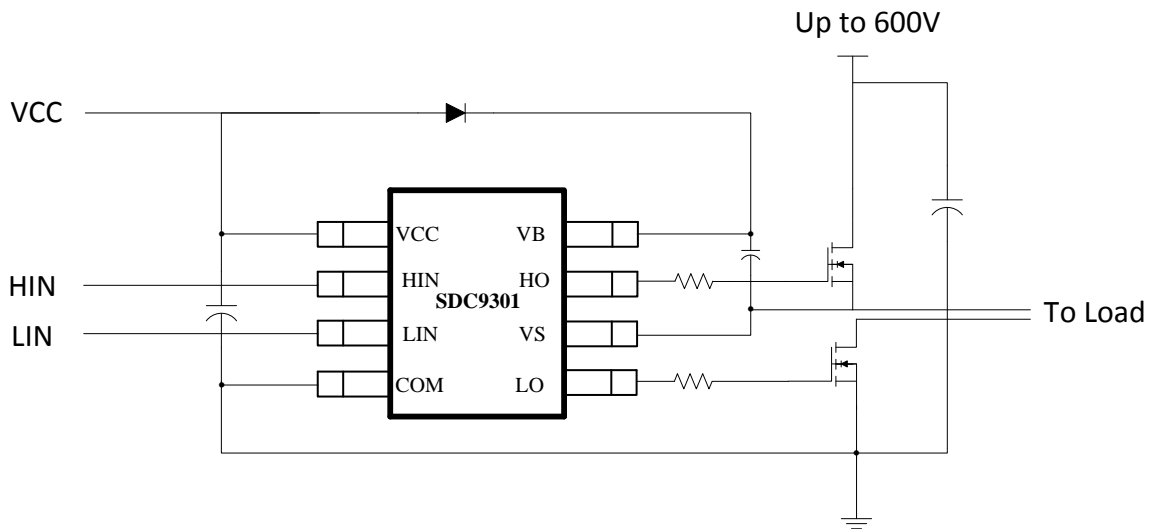 Up to 600V
VCC
VCC VB
HIN
HIN HO
SDC9301
LIN
LIN VS
To Load
COM LO